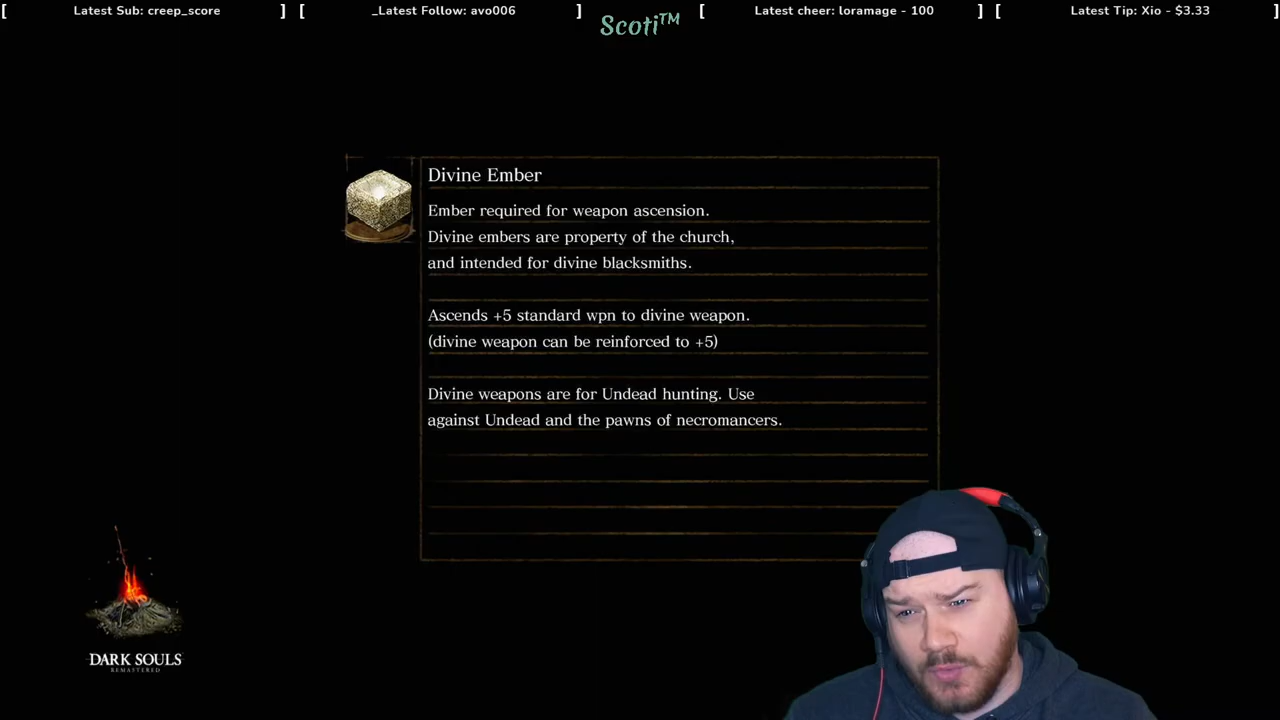 [ Latest Sub: creep_score ] [ _Latest Follow: avo006 ] [ Latest cheer: loramage - 100 ] [ Latest Tip: Xio - $3.33 ]
Scoti™
Divine Ember
Ember required for weapon ascension.
Divine embers are property of the church,
and intended for divine blacksmiths.
Ascends +5 standard wpn to divine weapon.
(divine weapon can be reinforced to +5)
Divine weapons are for Undead hunting. Use
against Undead and the pawns of necromancers.
DARK SOULS
REMASTERED